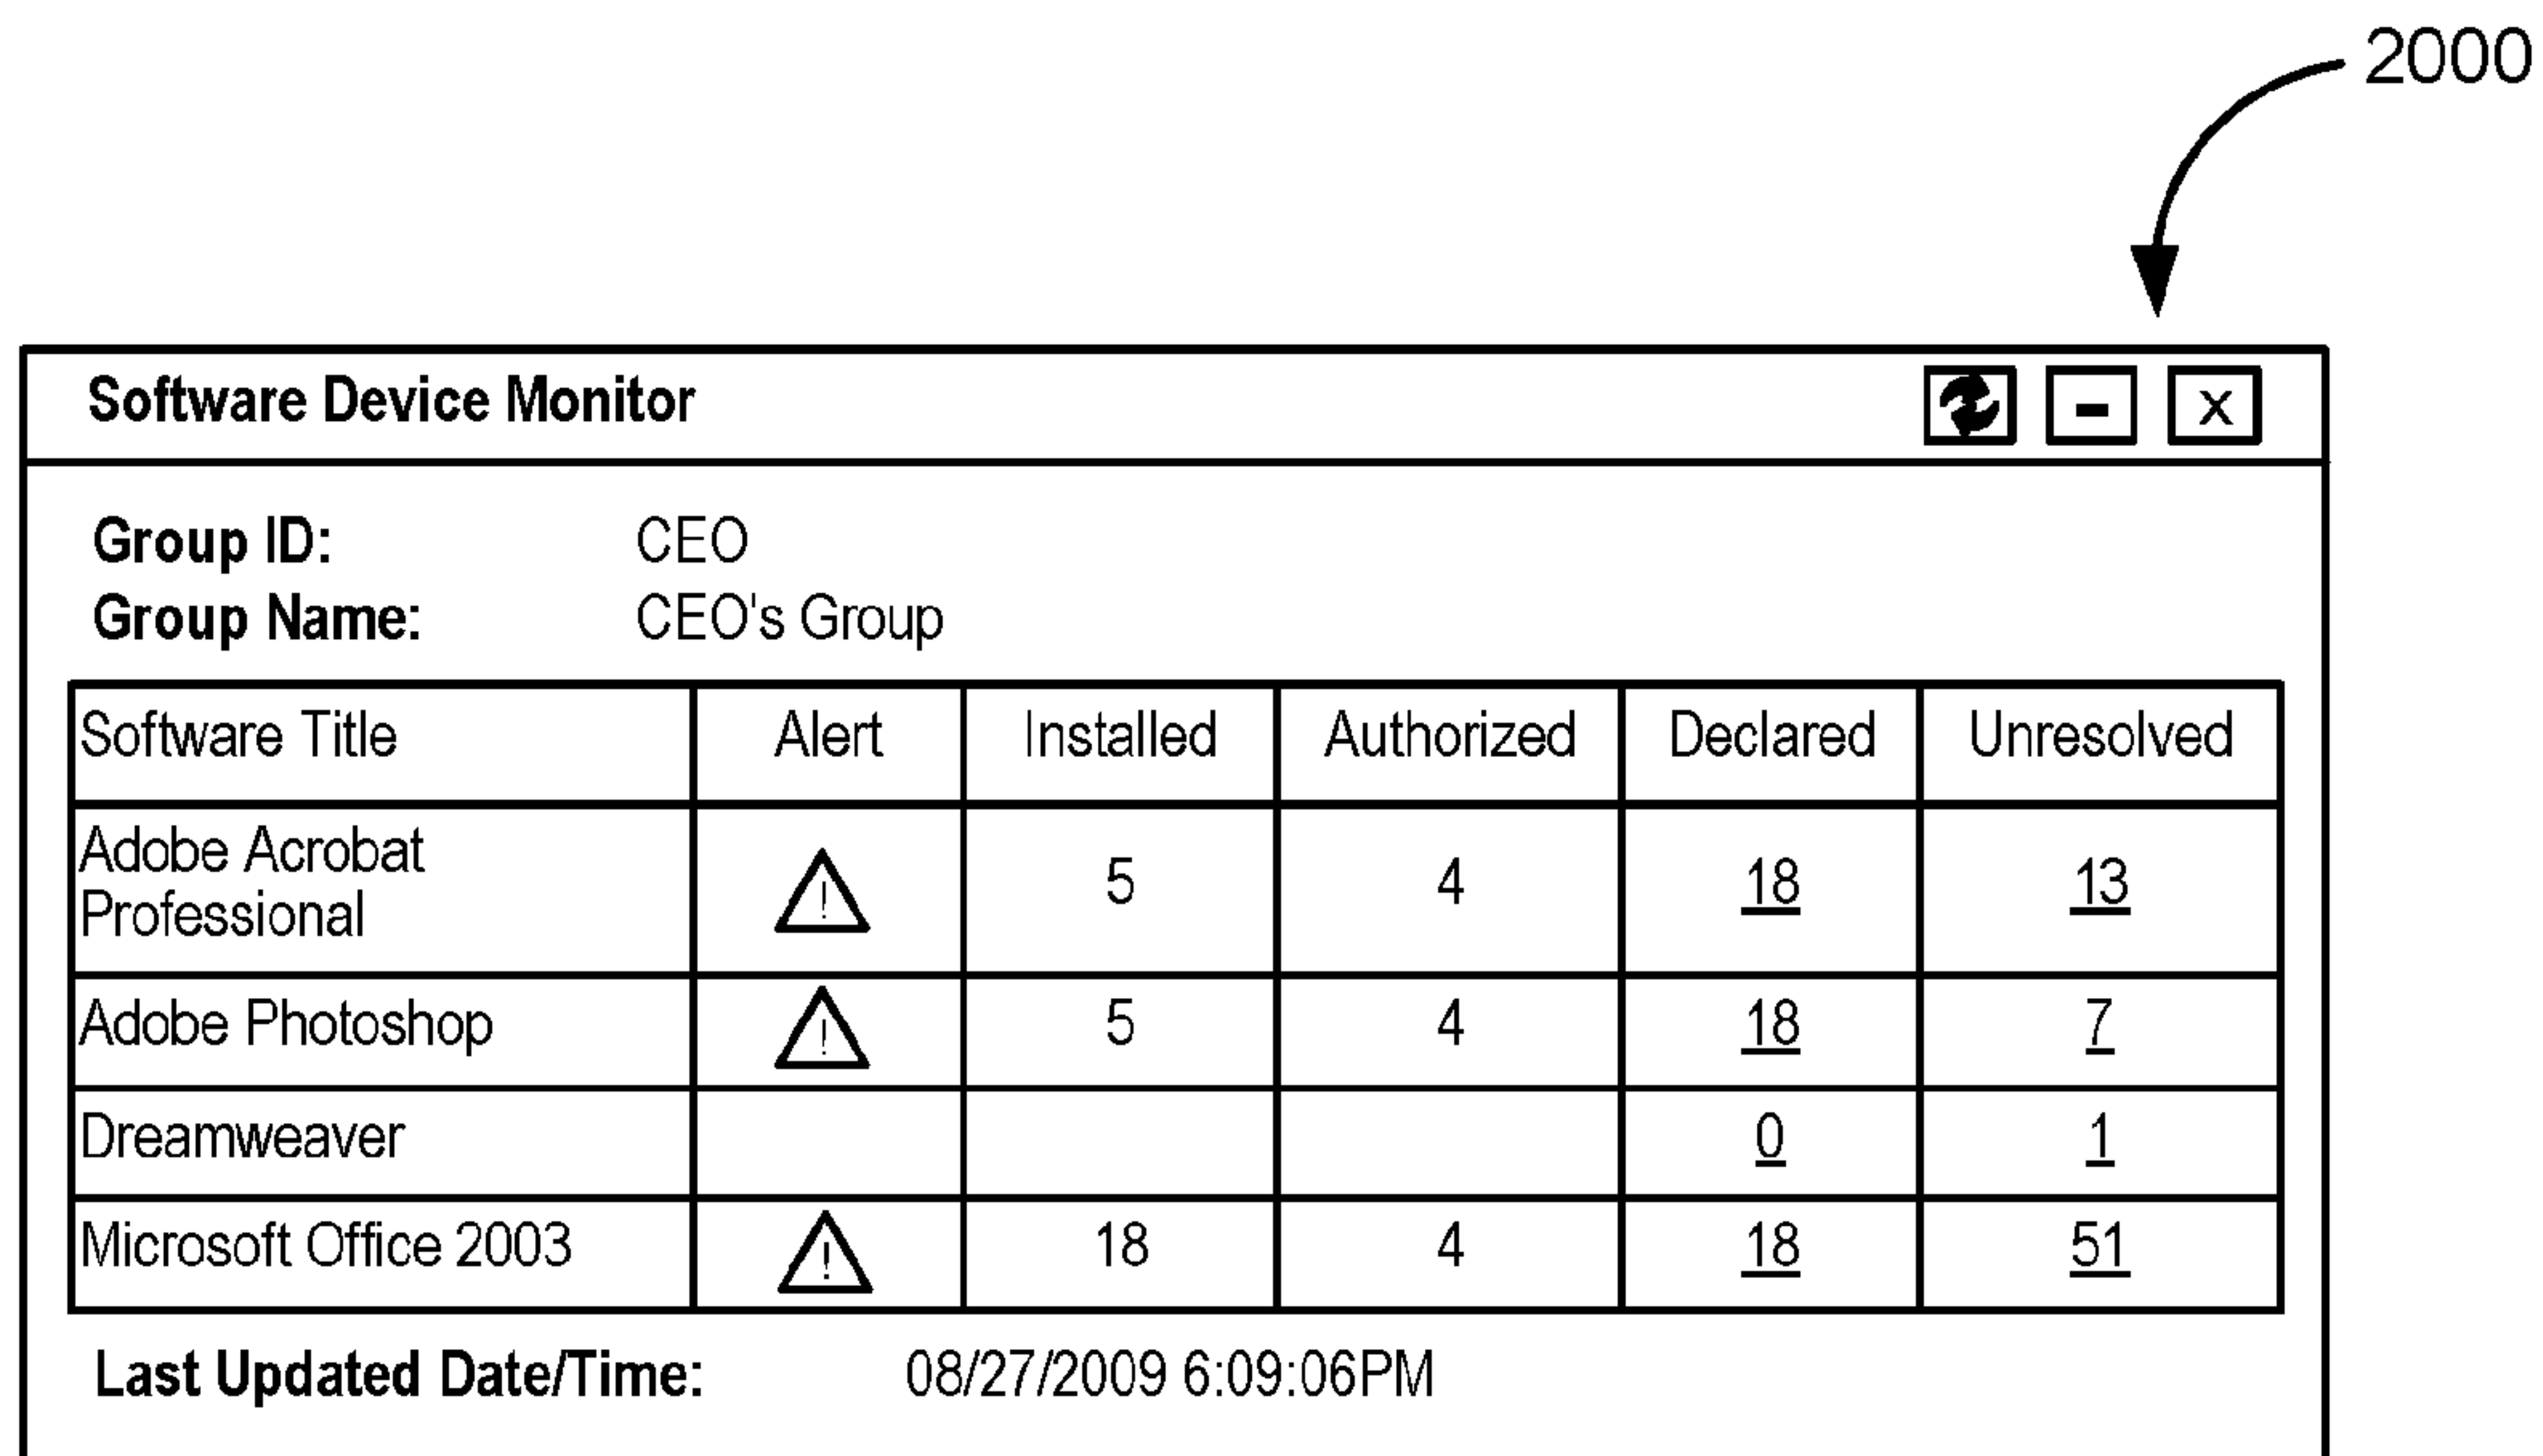 2000
Software Device Monitor - x
Group ID: CEO
Group Name: CEO's Group
Software Title Alert Installed Authorized Declared Unresolved
Adobe Acrobat
Professional ! 5 4 18 13
Adobe Photoshop ! 5 4 18 7
Dreamweaver 0 1
Microsoft Office 2003 ! 18 4 18 51
Last Updated Date/Time: 08/27/2009 6:09:06PM